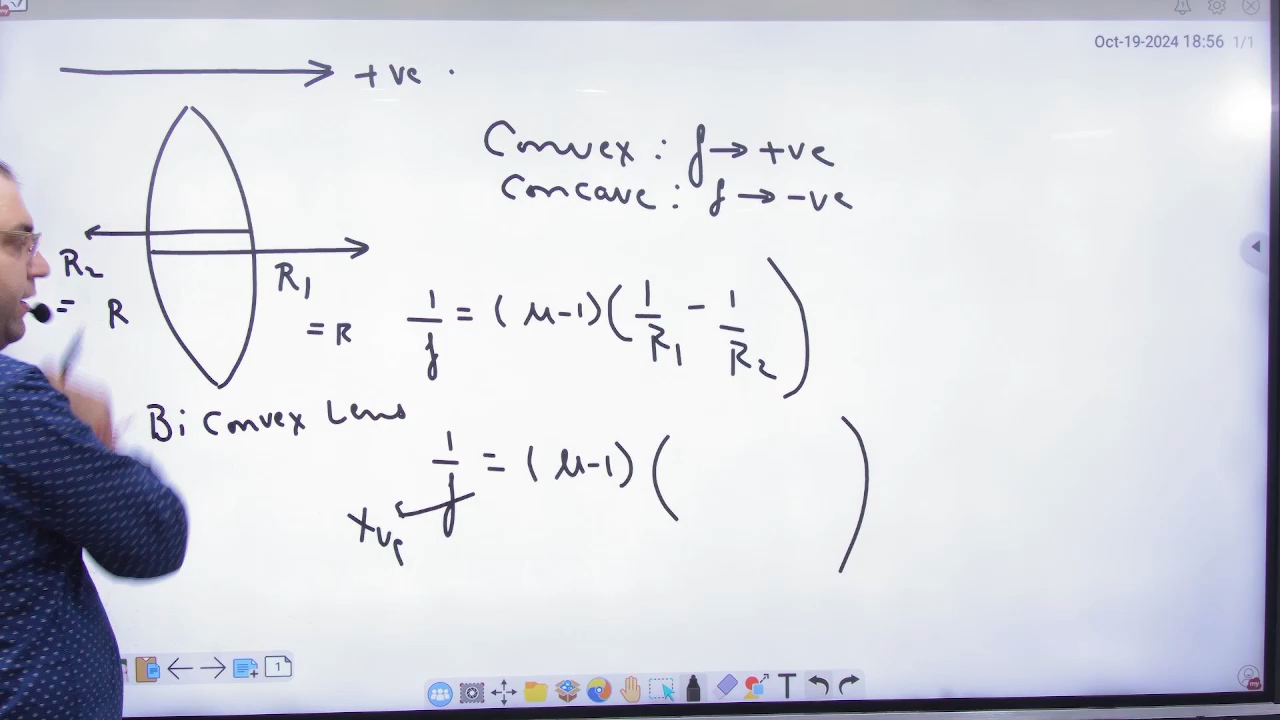 Oct-19-2024 18:56 1/1
+ve
Convex : f → +ve
Concave : f → -ve
R₂
= R
R₁
= R
1/f = (μ-1)(1/R₁ - 1/R₂)
Bi Convex Lens
1/f = (μ-1)(        )
1
T